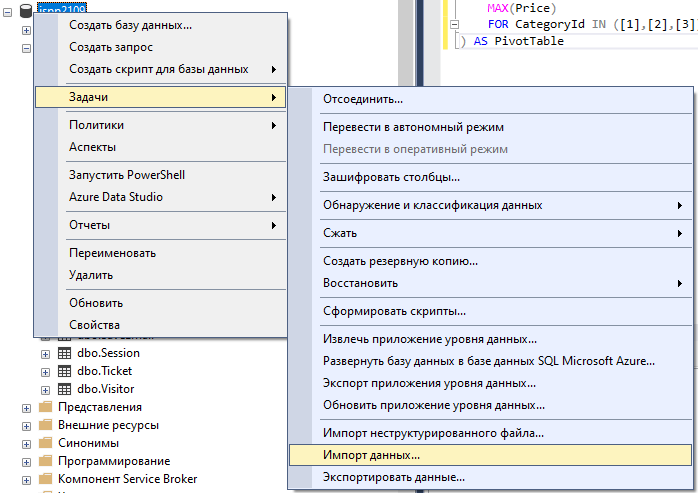 ispp2109
MAX(Price)
FOR CategoryId IN ([1],[2],[3]
) AS PivotTable
Создать базу данных...
Создать запрос
Создать скрипт для базы данных
Задачи
Политики
Аспекты
Запустить PowerShell
Azure Data Studio
Отчеты
Переименовать
Удалить
Обновить
Свойства
Отсоединить...
Перевести в автономный режим
Перевести в оперативный режим
Зашифровать столбцы...
Обнаружение и классификация данных
Сжать
Создать резервную копию...
Восстановить
Сформировать скрипты...
Извлечь приложение уровня данных...
Развернуть базу данных в базе данных SQL Microsoft Azure...
Экспорт приложения уровня данных...
Обновить приложение уровня данных...
Импорт неструктурированного файла...
Импорт данных...
Экспортировать данные...
dbo.Session
dbo.Ticket
dbo.Visitor
Представления
Внешние ресурсы
Синонимы
Программирование
Компонент Service Broker